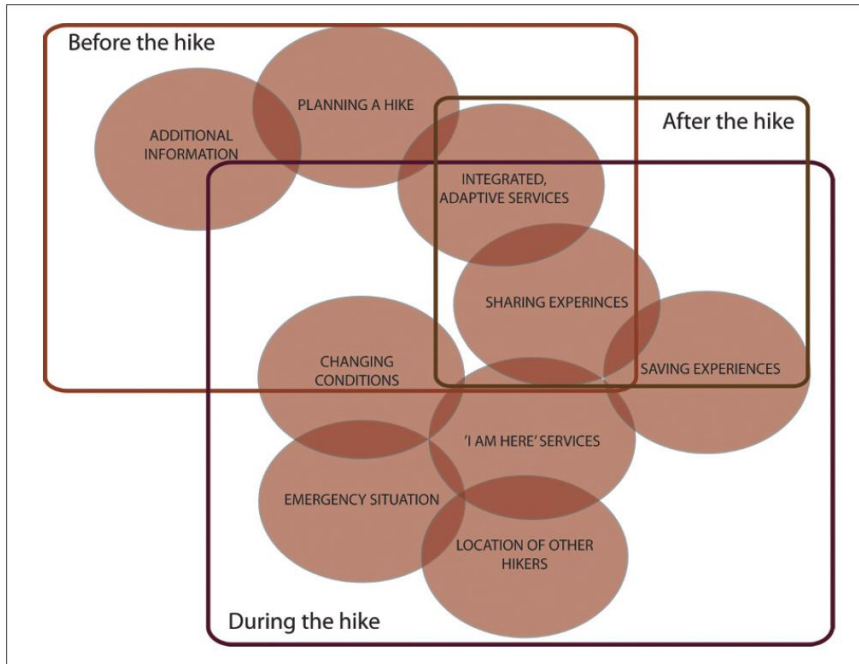 Before the hike
PLANNING A HIKE
ADDITIONAL
INFORMATION
After the hike
INTEGRATED,
ADAPTIVE SERVICES
SHARING EXPERINCES
CHANGING
CONDITIONS
SAVING EXPERIENCES
'I AM HERE' SERVICES
EMERGENCY SITUATION
LOCATION OF OTHER
HIKERS
During the hike